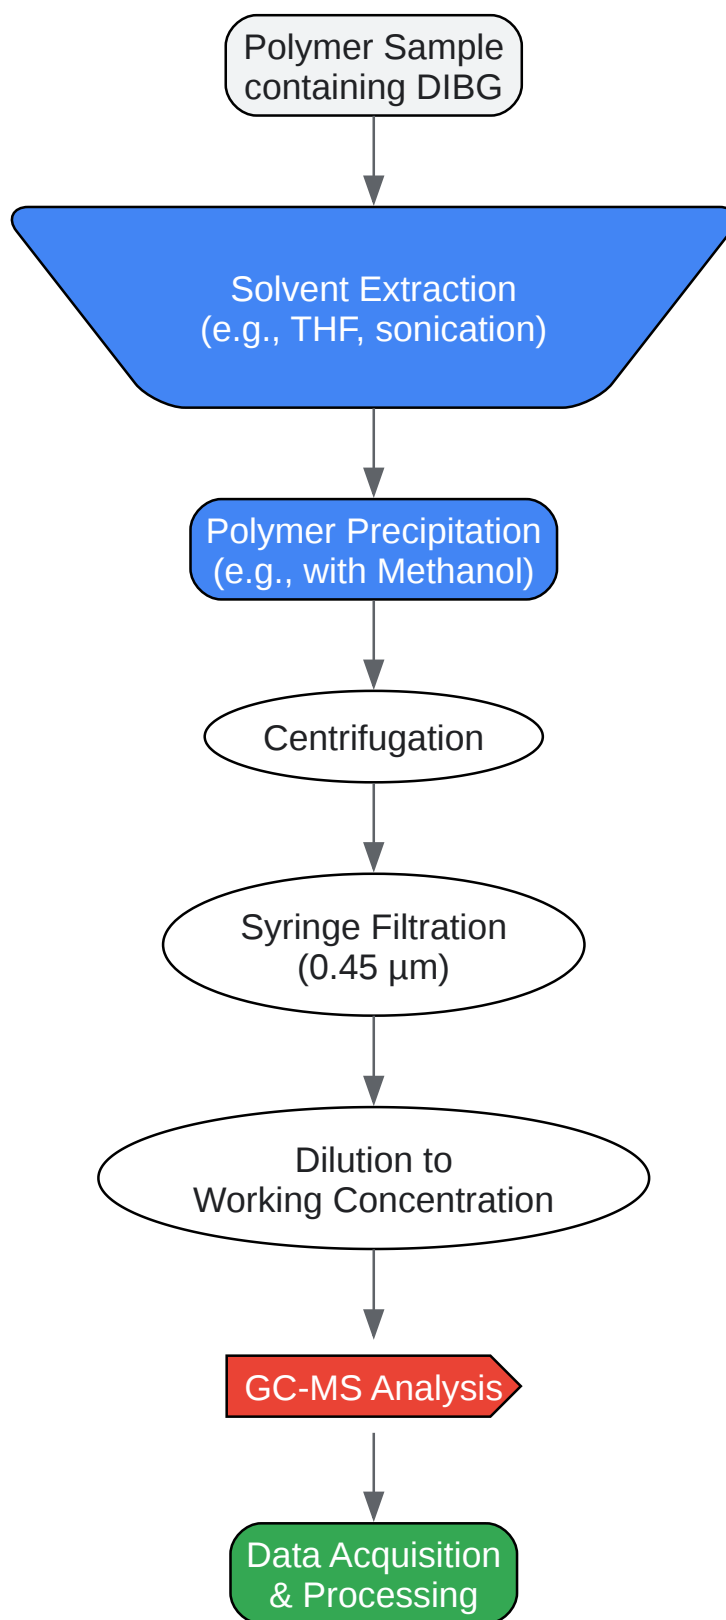 Polymer Sample
containing DIBG
Solvent Extraction
(e.g., THF, sonication)
Polymer Precipitation
(e.g., with Methanol)
Centrifugation
Syringe Filtration
(0.45 µm)
Dilution to
Working Concentration
GC-MS Analysis
Data Acquisition
& Processing